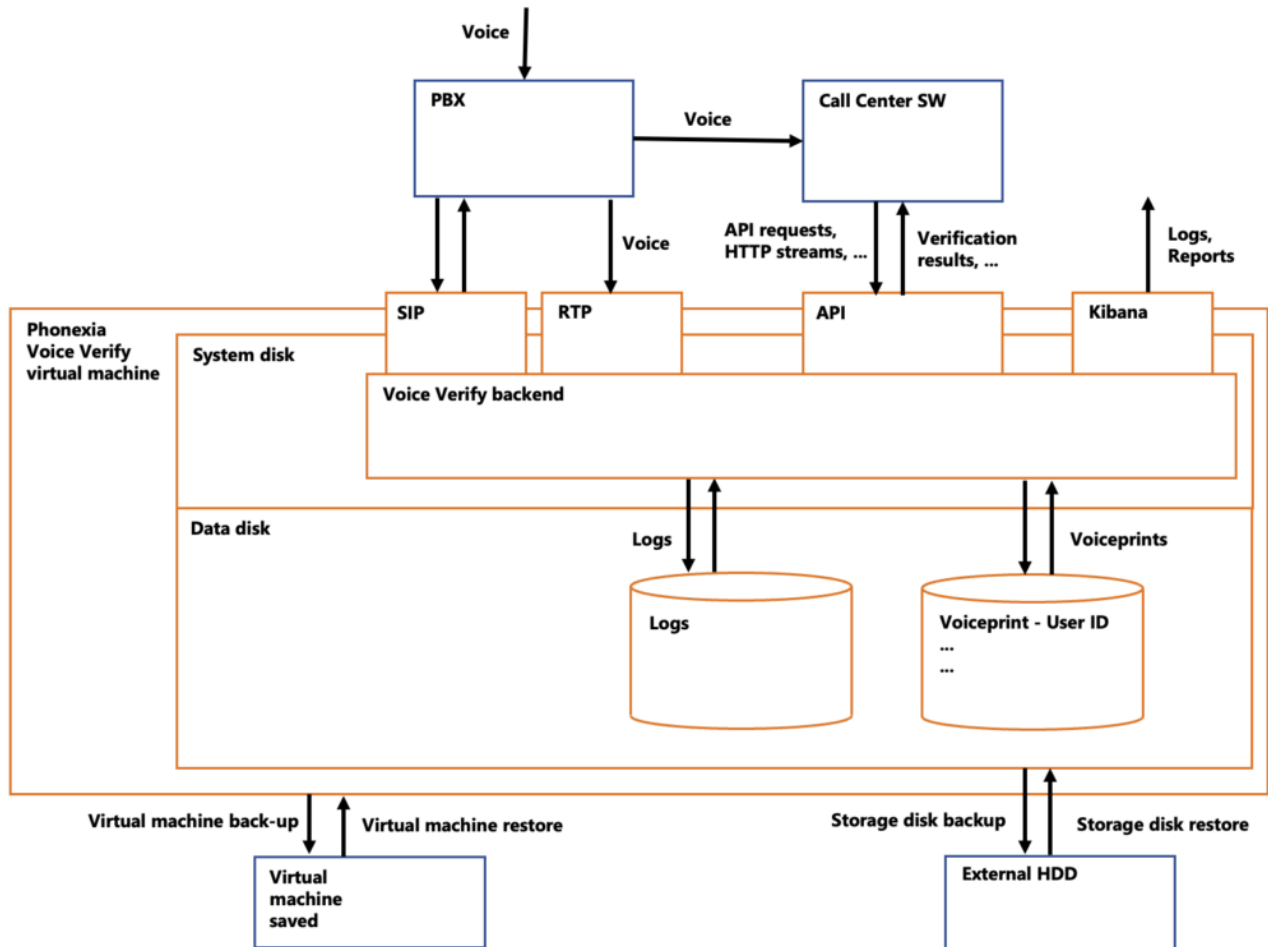 Voice
PBX
Call Center SW
Voice
Voice
API requests,
HTTP streams, ...
Verification
results, ...
Logs,
Reports
SIP
RTP
API
Kibana
Phonexia
Voice Verify
virtual machine
System disk
Voice Verify backend
Data disk
Logs
Voiceprints
Logs
Voiceprint - User ID
...
...
Virtual machine back-up
Virtual machine restore
Storage disk backup
Storage disk restore
Virtual
machine
saved
External HDD